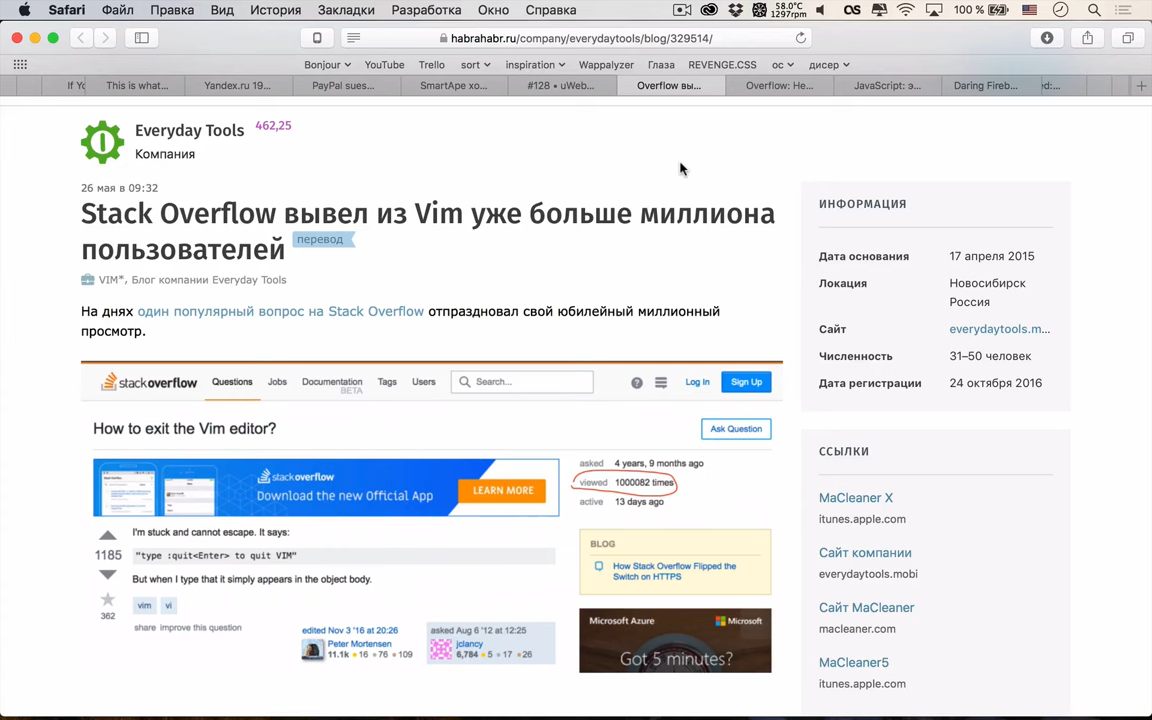 Safari Файл Правка Вид История Закладки Разработка Окно Справка 58.0°C 1297rpm 100 %
habrahabr.ru/company/everydaytools/blog/329514/
Bonjour YouTube Trello sort inspiration Wappalyzer Глаза REVENGE.CSS ос дисер
If Yo This is what... Yandex.ru 19... PayPal sues... SmartApe хо... #128 • uWeb... Overflow вы... Overflow: Не... JavaScript: э... Daring Fireb...
Everyday Tools 462,25
Компания
26 мая в 09:32
Stack Overflow вывел из Vim уже больше миллиона
пользователей перевод
VIM*, Блог компании Everyday Tools
На днях один популярный вопрос на Stack Overflow отпраздновал свой юбилейный миллионный
просмотр.
stackoverflow Questions Jobs Documentation Tags Users Search... Log In Sign Up
BETA
How to exit the Vim editor? Ask Question
stackoverflow
Download the new Official App LEARN MORE
asked 4 years, 9 months ago
viewed 1000082 times
active 13 days ago
1185
362
I'm stuck and cannot escape. It says:
"type :quit<Enter> to quit VIM"
But when I type that it simply appears in the object body.
vim vi
share improve this question
edited Nov 3 '16 at 20:26
Peter Mortensen
11.1k 16 76 109
asked Aug 6 '12 at 12:25
jclancy
6,784 5 17 26
BLOG
How Stack Overflow Flipped the
Switch on HTTPS
Microsoft Azure Microsoft
Got 5 minutes?
ИНФОРМАЦИЯ
Дата основания 17 апреля 2015
Локация Новосибирск
Россия
Сайт everydaytools.m...
Численность 31–50 человек
Дата регистрации 24 октября 2016
ССЫЛКИ
MaCleaner X
itunes.apple.com
Сайт компании
everydaytools.mobi
Сайт MaCleaner
macleaner.com
MaCleaner5
itunes.apple.com